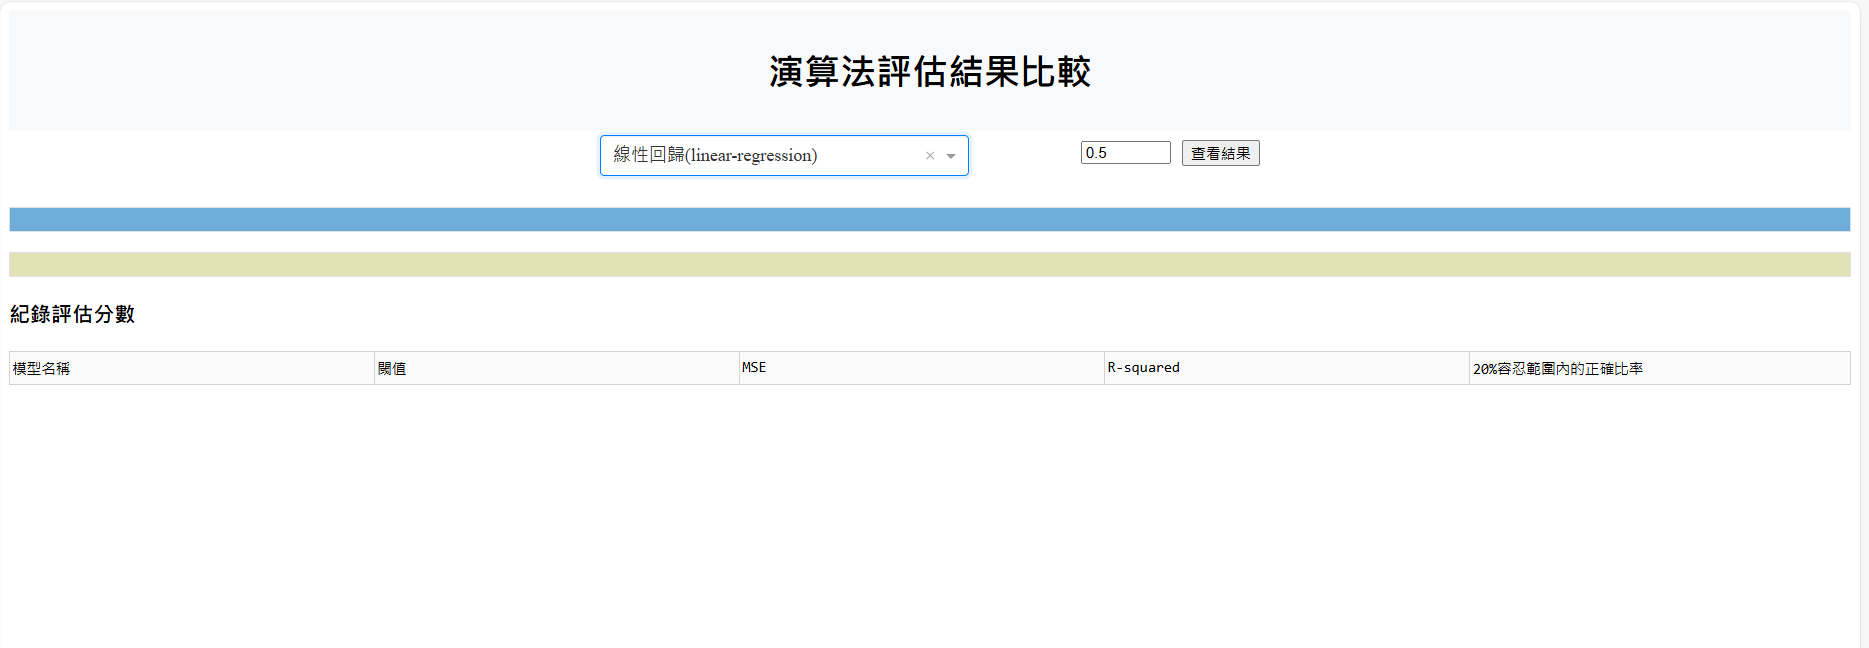 演算法評估結果比較
線性回歸(linear-regression) × 0.5 查看結果
紀錄評估分數
模型名稱 閾值 MSE R-squared 20%容忍範圍內的正確比率